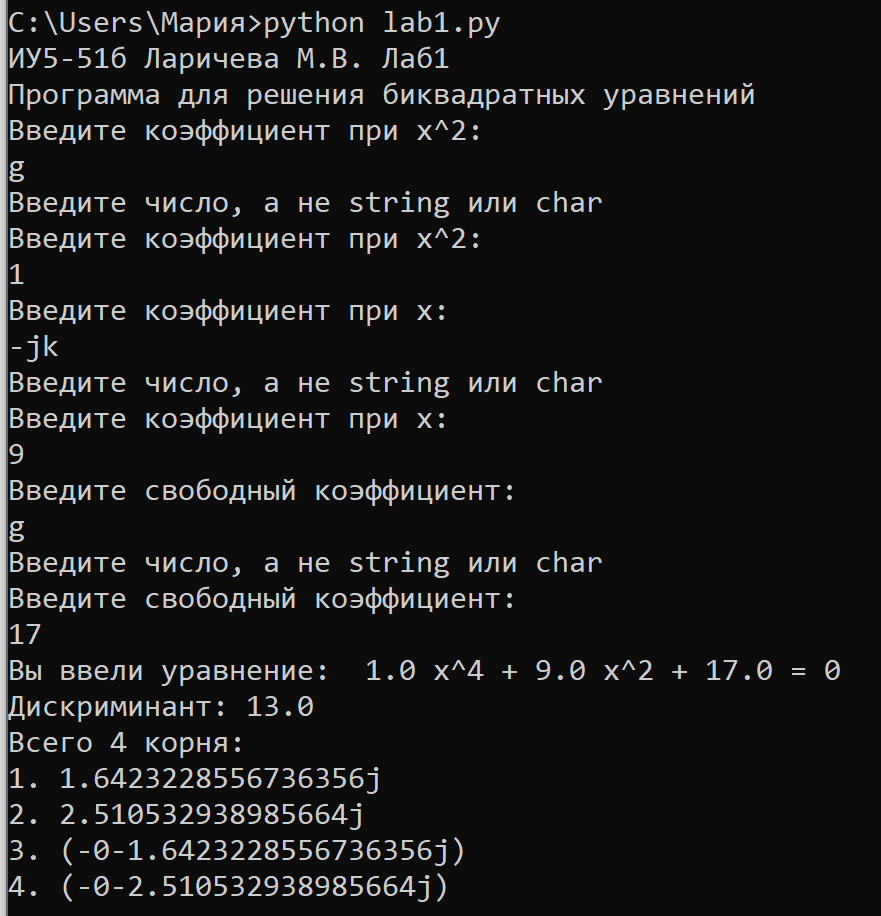 C:\Users\Мария>python lab1.py
ИУ5-51б Ларичева М.В. Лаб1
Программа для решения биквадратных уравнений
Введите коэффициент при x^2:
g
Введите число, а не string или char
Введите коэффициент при x^2:
1
Введите коэффициент при x:
-jk
Введите число, а не string или char
Введите коэффициент при x:
9
Введите свободный коэффициент:
g
Введите число, а не string или char
Введите свободный коэффициент:
17
Вы ввели уравнение:  1.0 x^4 + 9.0 x^2 + 17.0 = 0
Дискриминант: 13.0
Всего 4 корня:
1. 1.6423228556736356j
2. 2.510532938985664j
3. (-0-1.6423228556736356j)
4. (-0-2.510532938985664j)